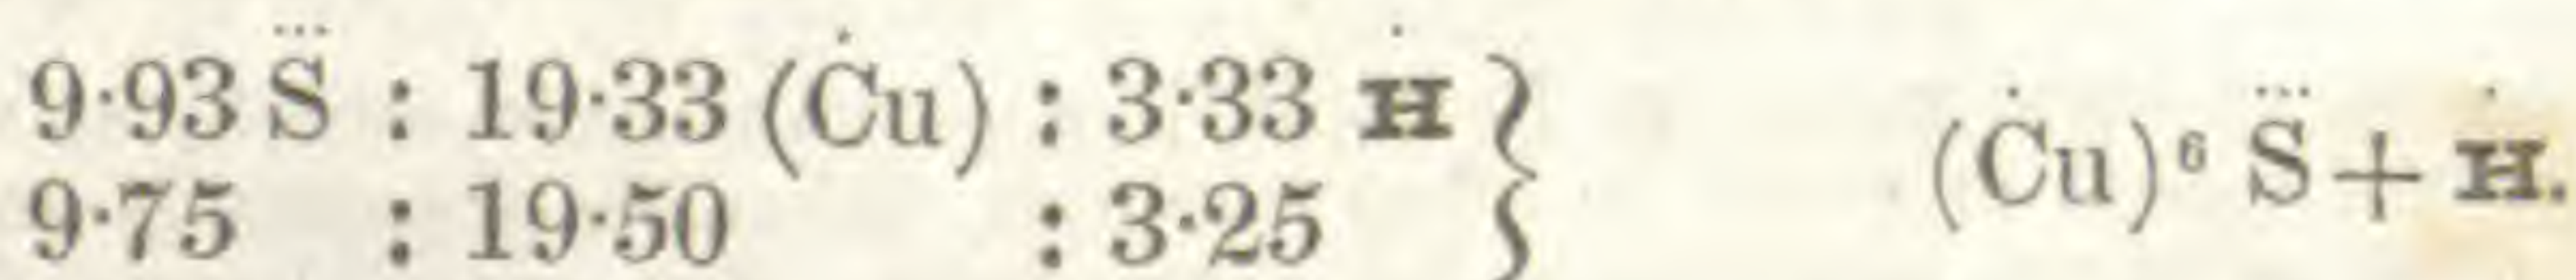 9·93 S⃛ : 19·33 (Ċu) : 3·33 Ḣ } (Ċu)⁶ S⃛ + Ḣ.
9·75 : 19·50 : 3·25